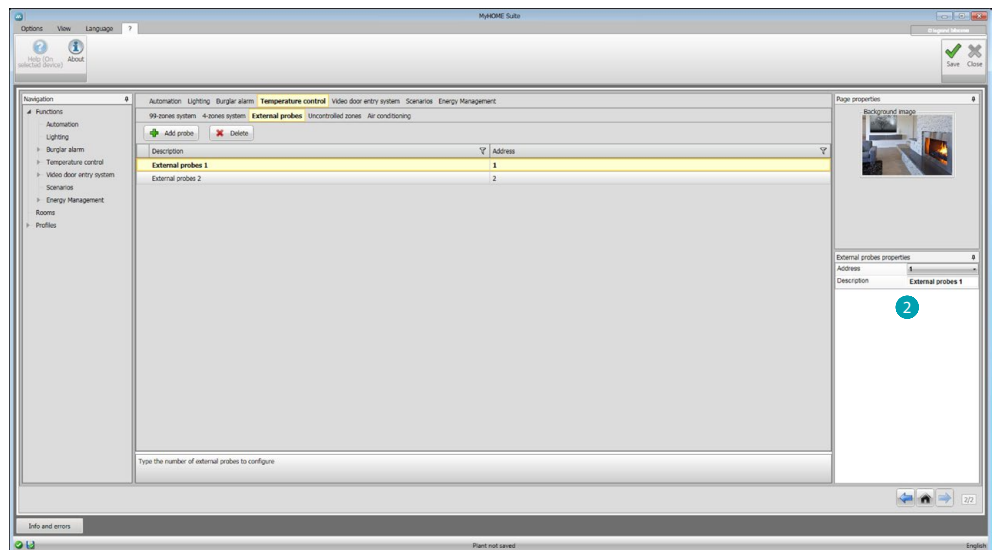 MyHOME Suite
Options View Language ?
Help (On selected device)
About
Save Close
Navigation
Functions
Automation
Lighting
Burglar alarm
Temperature control
Video door entry system
Scenarios
Energy Management
Rooms
Profiles
Automation Lighting Burglar alarm Temperature control Video door entry system Scenarios Energy Management
99-zones system 4-zones system External probes Uncontrolled zones Air conditioning
Add probe Delete
Description Address
External probes 1 1
External probes 2 2
Type the number of external probes to configure
Page properties
Background image
External probes properties
Address 1
Description External probes 1
2
2/2
Info and errors
Plant not saved
English